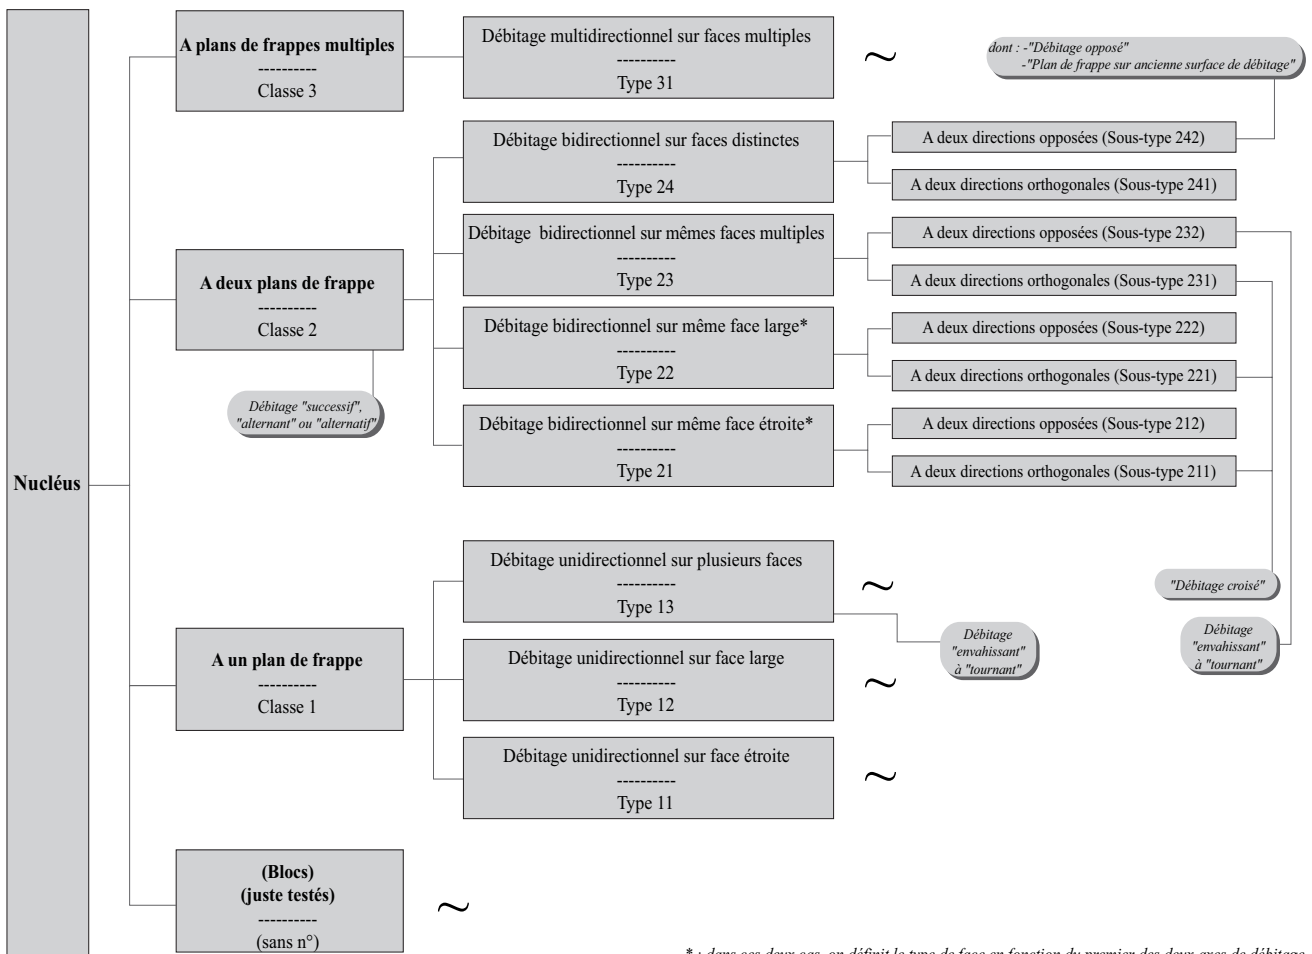 Nucléus
A plans de frappes multiples
----------
Classe 3
Débitage multidirectionnel sur faces multiples
----------
Type 31
~
dont : -"Débitage opposé"
-"Plan de frappe sur ancienne surface de débitage"
A deux plans de frappe
----------
Classe 2
Débitage "successif",
"alternant" ou "alternatif"
Débitage bidirectionnel sur faces distinctes
----------
Type 24
A deux directions opposées (Sous-type 242)
A deux directions orthogonales (Sous-type 241)
Débitage bidirectionnel sur mêmes faces multiples
----------
Type 23
A deux directions opposées (Sous-type 232)
A deux directions orthogonales (Sous-type 231)
Débitage bidirectionnel sur même face large*
----------
Type 22
A deux directions opposées (Sous-type 222)
A deux directions orthogonales (Sous-type 221)
Débitage bidirectionnel sur même face étroite*
----------
Type 21
A deux directions opposées (Sous-type 212)
A deux directions orthogonales (Sous-type 211)
"Débitage croisé"
Débitage
"envahissant"
à "tournant"
A un plan de frappe
----------
Classe 1
Débitage unidirectionnel sur plusieurs faces
----------
Type 13
~
Débitage
"envahissant"
à "tournant"
Débitage unidirectionnel sur face large
----------
Type 12
~
Débitage unidirectionnel sur face étroite
----------
Type 11
~
(Blocs)
(juste testés)
----------
(sans n°)
~
* : dans ces deux cas, on définit le type de face en fonction du premier des deux axes de débitage